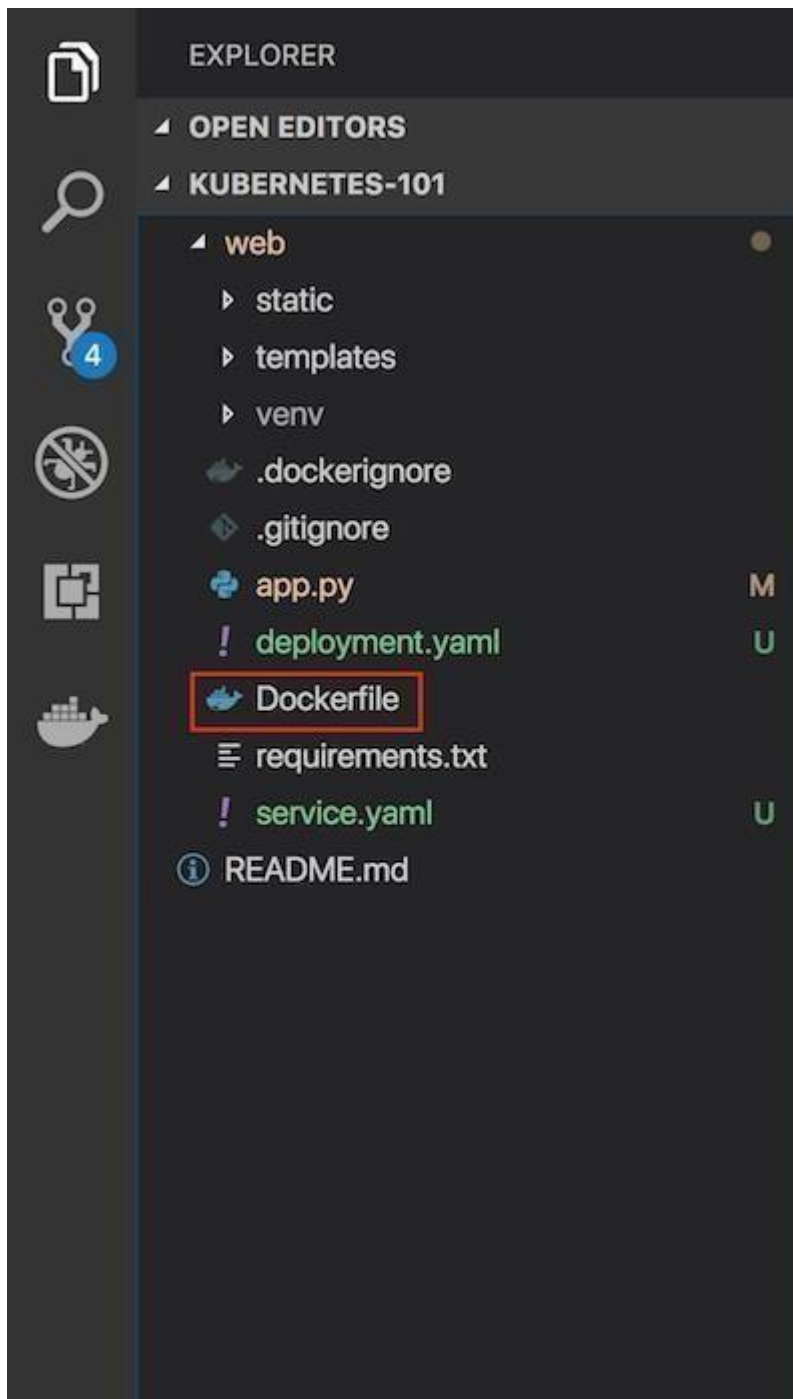 EXPLORER
OPEN EDITORS
KUBERNETES-101
web
static
templates
4
venv
.dockerignore
.gitignore
app.py M
deployment.yaml U
Dockerfile
requirements.txt
service.yaml U
README.md